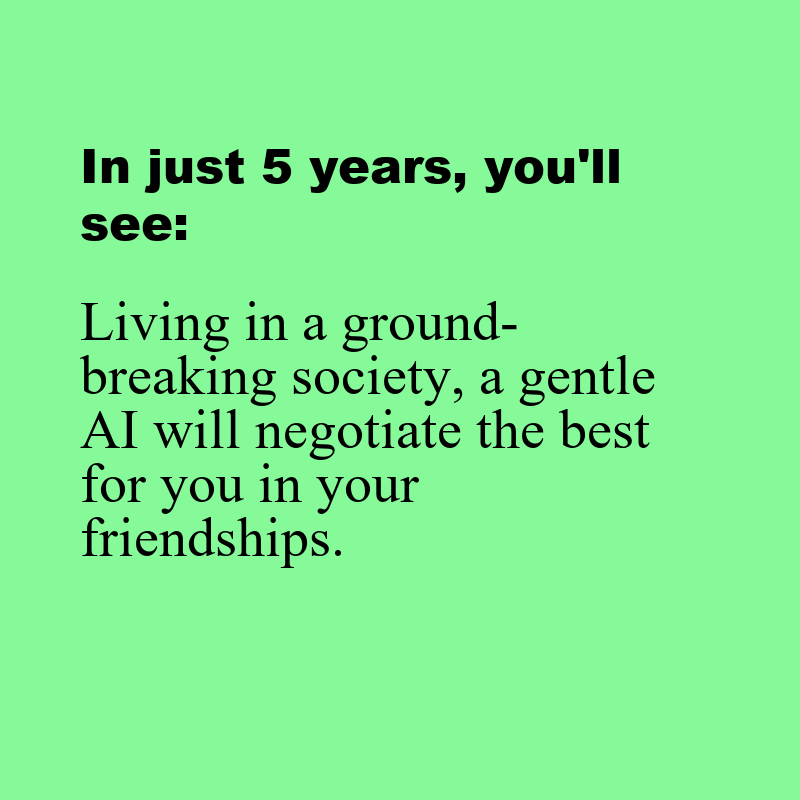 In just 5 years, you'll
see:
Living in a ground-
breaking society, a gentle
AI will negotiate the best
for you in your
friendships.